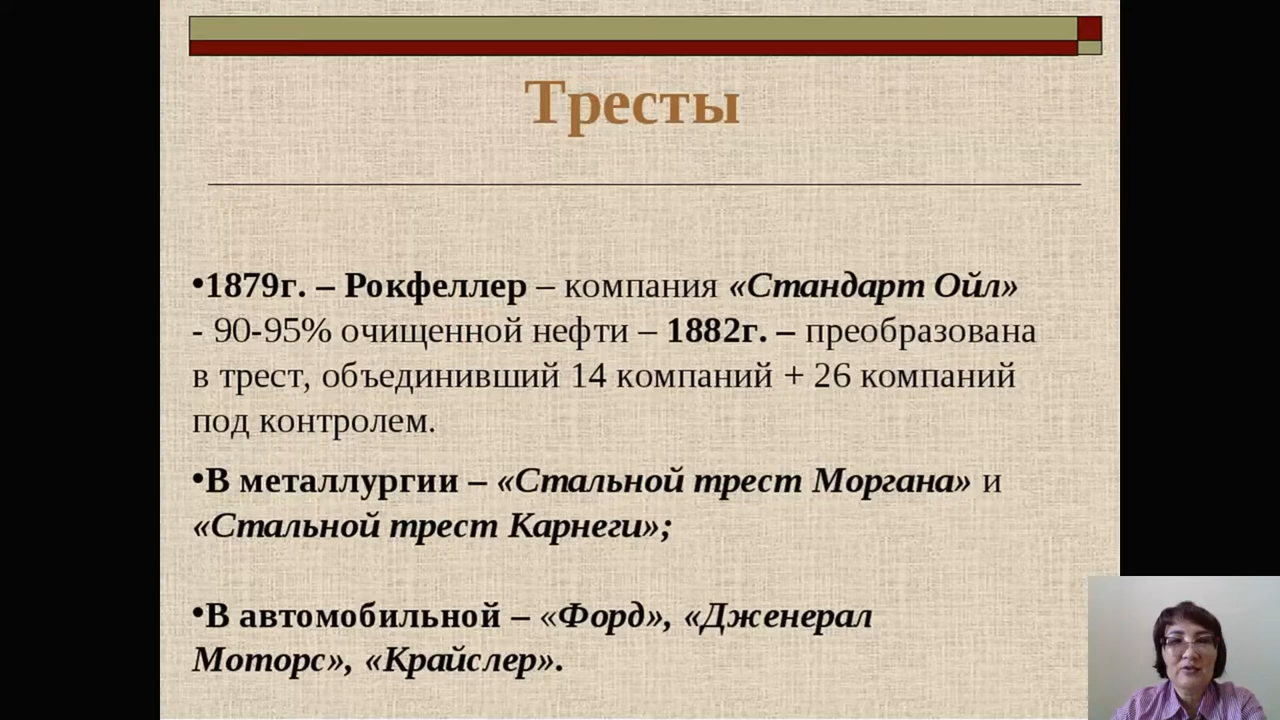 Тресты
•1879г. – Рокфеллер – компания «Стандарт Ойл»
- 90-95% очищенной нефти – 1882г. – преобразована
в трест, объединивший 14 компаний + 26 компаний
под контролем.
•В металлургии – «Стальной трест Моргана» и
«Стальной трест Карнеги»;
•В автомобильной – «Форд», «Дженерал
Моторс», «Крайслер».